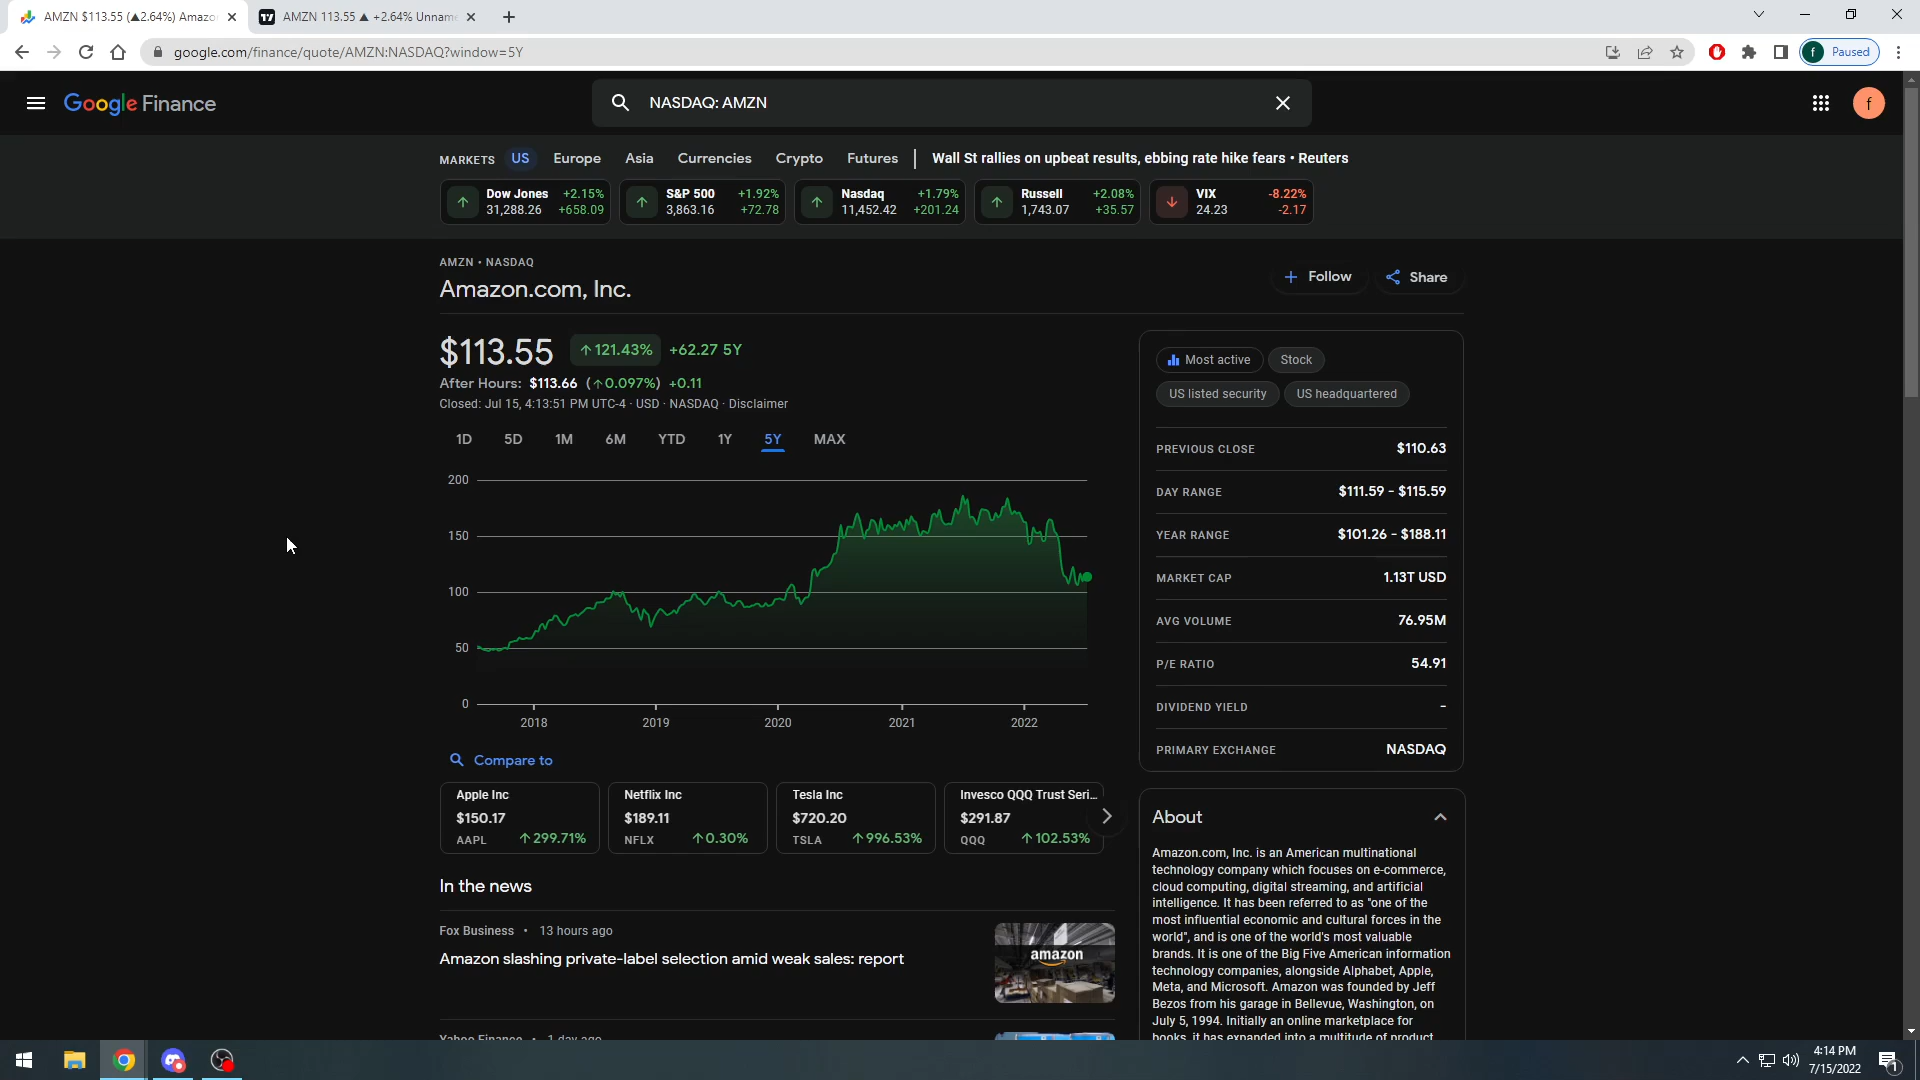 AMZN $113.55 (▲2.64%) Amazo
AMZN 113.55 ▲ +2.64% Unname
google.com/finance/quote/AMZN:NASDAQ?window=5Y
f Paused
Google Finance
NASDAQ: AMZN
f
MARKETS US Europe Asia Currencies Crypto Futures Wall St rallies on upbeat results, ebbing rate hike fears • Reuters
Dow Jones +2.15%
31,288.26 +658.09
S&P 500 +1.92%
3,863.16 +72.78
Nasdaq +1.79%
11,452.42 +201.24
Russell +2.08%
1,743.07 +35.57
VIX -8.22%
24.23 -2.17
AMZN • NASDAQ
Amazon.com, Inc.
Follow
Share
$113.55 ↑121.43% +62.27 5Y
After Hours: $113.66 (↑0.097%) +0.11
Closed: Jul 15, 4:13:51 PM UTC-4 · USD · NASDAQ · Disclaimer
1D 5D 1M 6M YTD 1Y 5Y MAX
200
150
100
50
0
2018 2019 2020 2021 2022
Most active
Stock
US listed security
US headquartered
PREVIOUS CLOSE $110.63
DAY RANGE $111.59 - $115.59
YEAR RANGE $101.26 - $188.11
MARKET CAP 1.13T USD
AVG VOLUME 76.95M
P/E RATIO 54.91
DIVIDEND YIELD -
PRIMARY EXCHANGE NASDAQ
Compare to
Apple Inc
$150.17
AAPL ↑299.71%
Netflix Inc
$189.11
NFLX ↑0.30%
Tesla Inc
$720.20
TSLA ↑996.53%
Invesco QQQ Trust Seri...
$291.87
QQQ ↑102.53%
In the news
Fox Business • 13 hours ago
Amazon slashing private-label selection amid weak sales: report
amazon
Yahoo Finance • 1 day ago
About
Amazon.com, Inc. is an American multinational
technology company which focuses on e-commerce,
cloud computing, digital streaming, and artificial
intelligence. It has been referred to as "one of the
most influential economic and cultural forces in the
world", and is one of the world's most valuable
brands. It is one of the Big Five American information
technology companies, alongside Alphabet, Apple,
Meta, and Microsoft. Amazon was founded by Jeff
Bezos from his garage in Bellevue, Washington, on
July 5, 1994. Initially an online marketplace for
books, it has expanded into a multitude of product
4:14 PM
7/15/2022
1